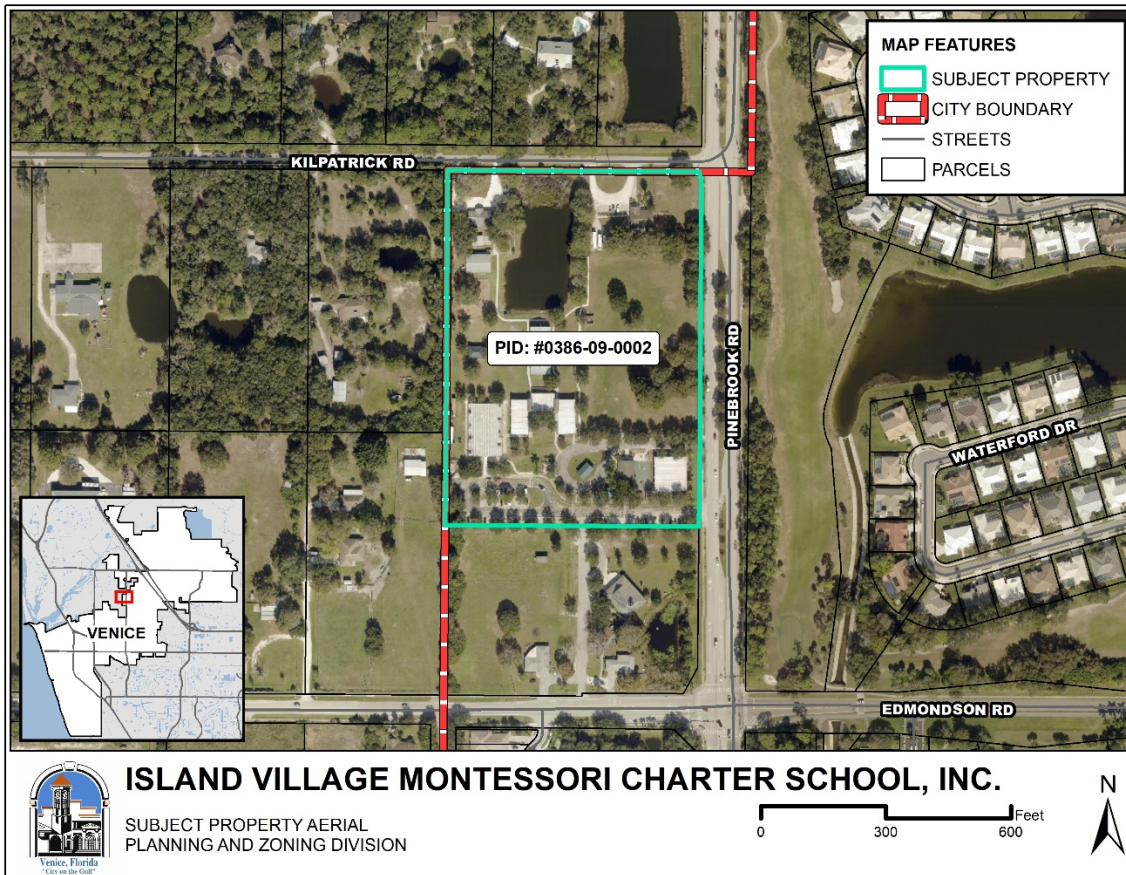 MAP FEATURES
SUBJECT PROPERTY
CITY BOUNDARY
STREETS
PARCELS
KILPATRICK RD
PID: #0386-09-0002
PINEBROOK RD
WATERFORD DR
VENICE
EDMONDSON RD
ISLAND VILLAGE MONTESSORI CHARTER SCHOOL, INC.
SUBJECT PROPERTY AERIAL
PLANNING AND ZONING DIVISION
Venice, Florida
"City on the Gulf"
Feet
0 300 600
N